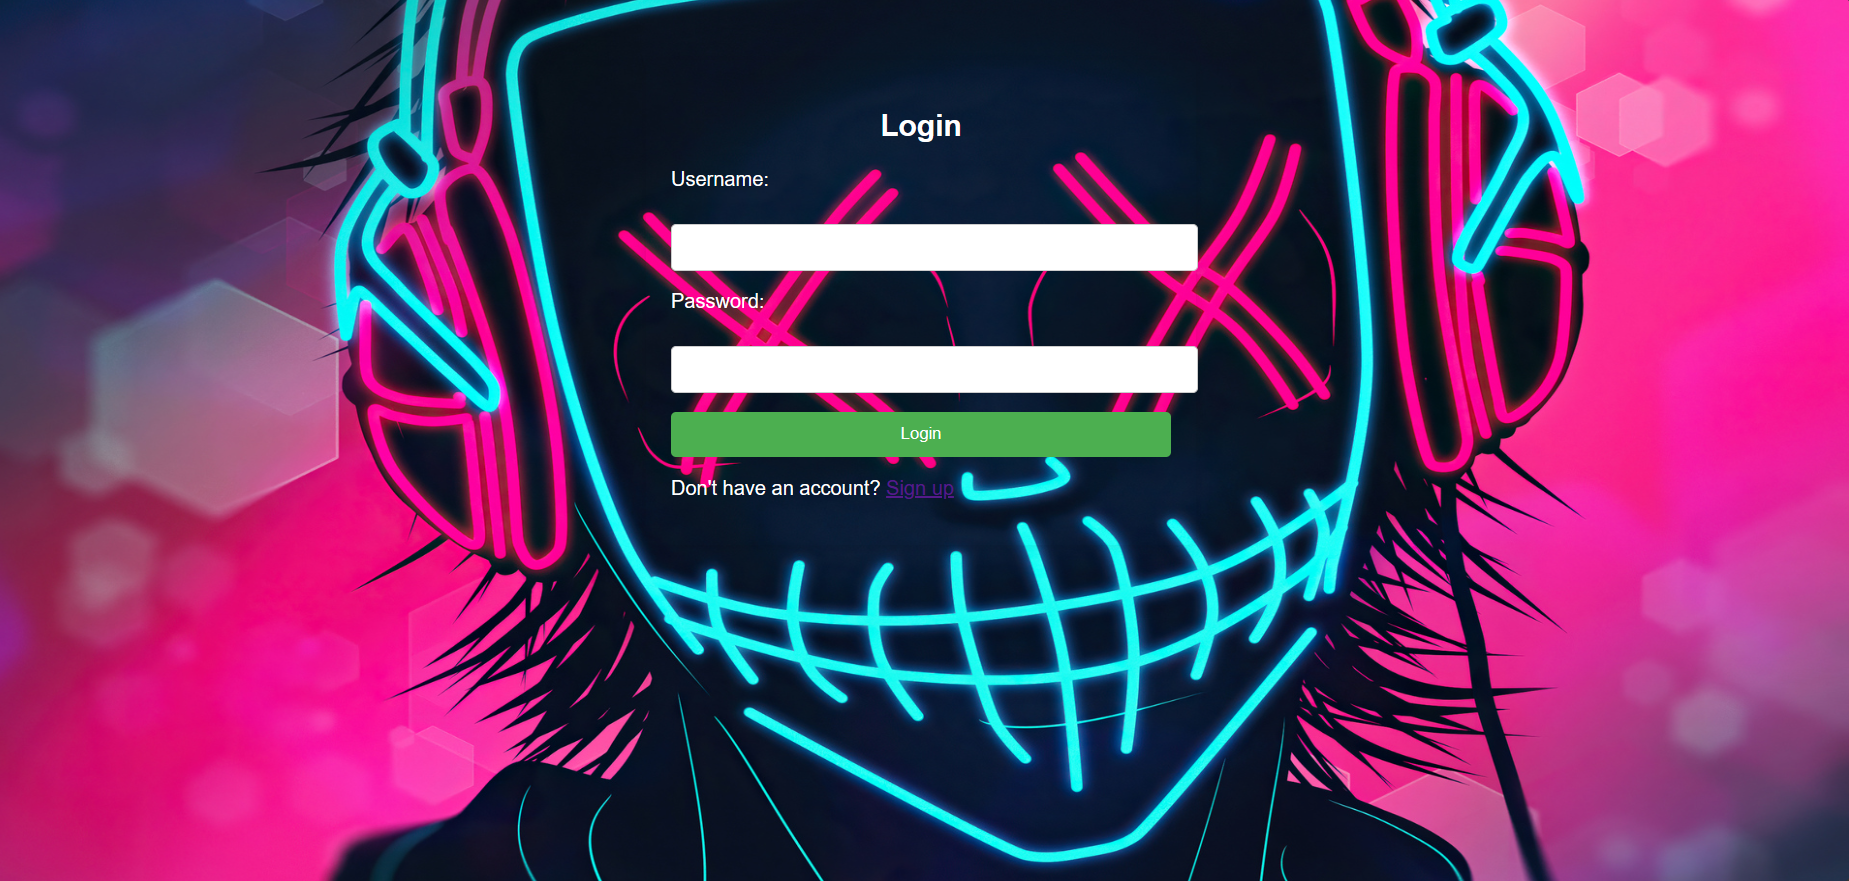 Login
Username:
Password:
Login
Don't have an account? Sign up